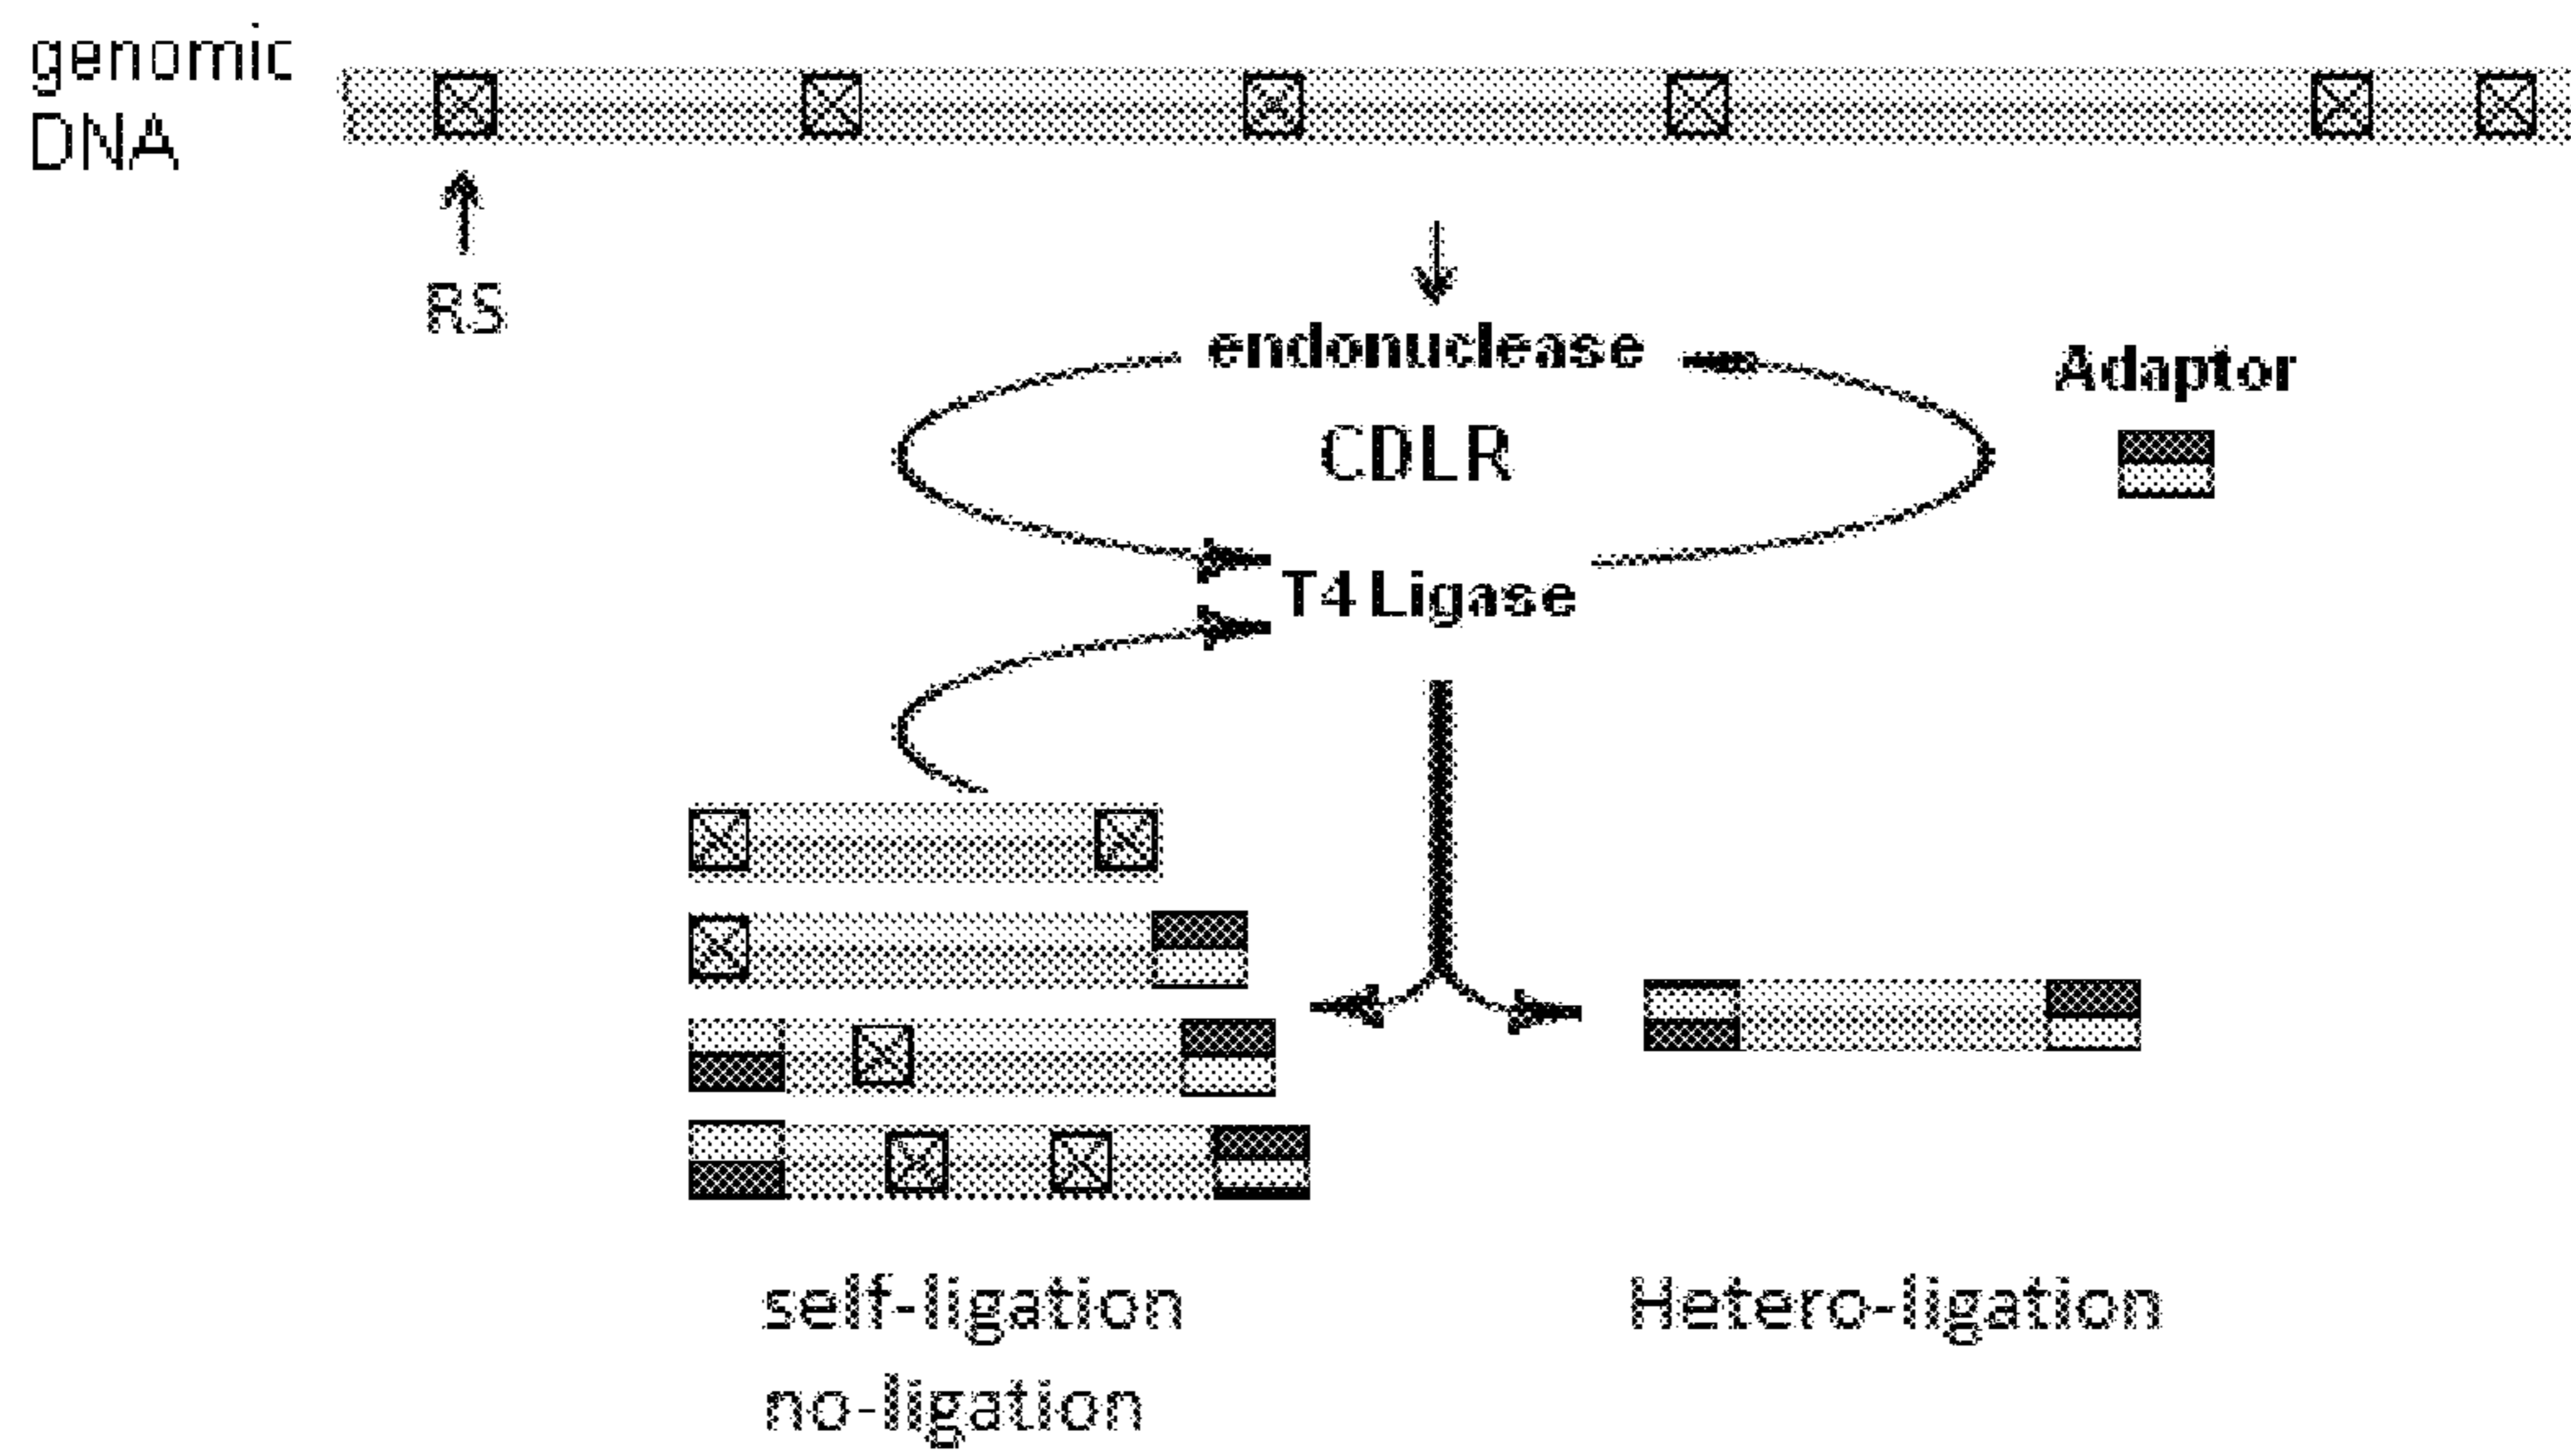 genomic
DNA
RS
endonuclease
Adaptor
CDLR
T4 Ligase
self-ligation
no-ligation
Hetero-ligation